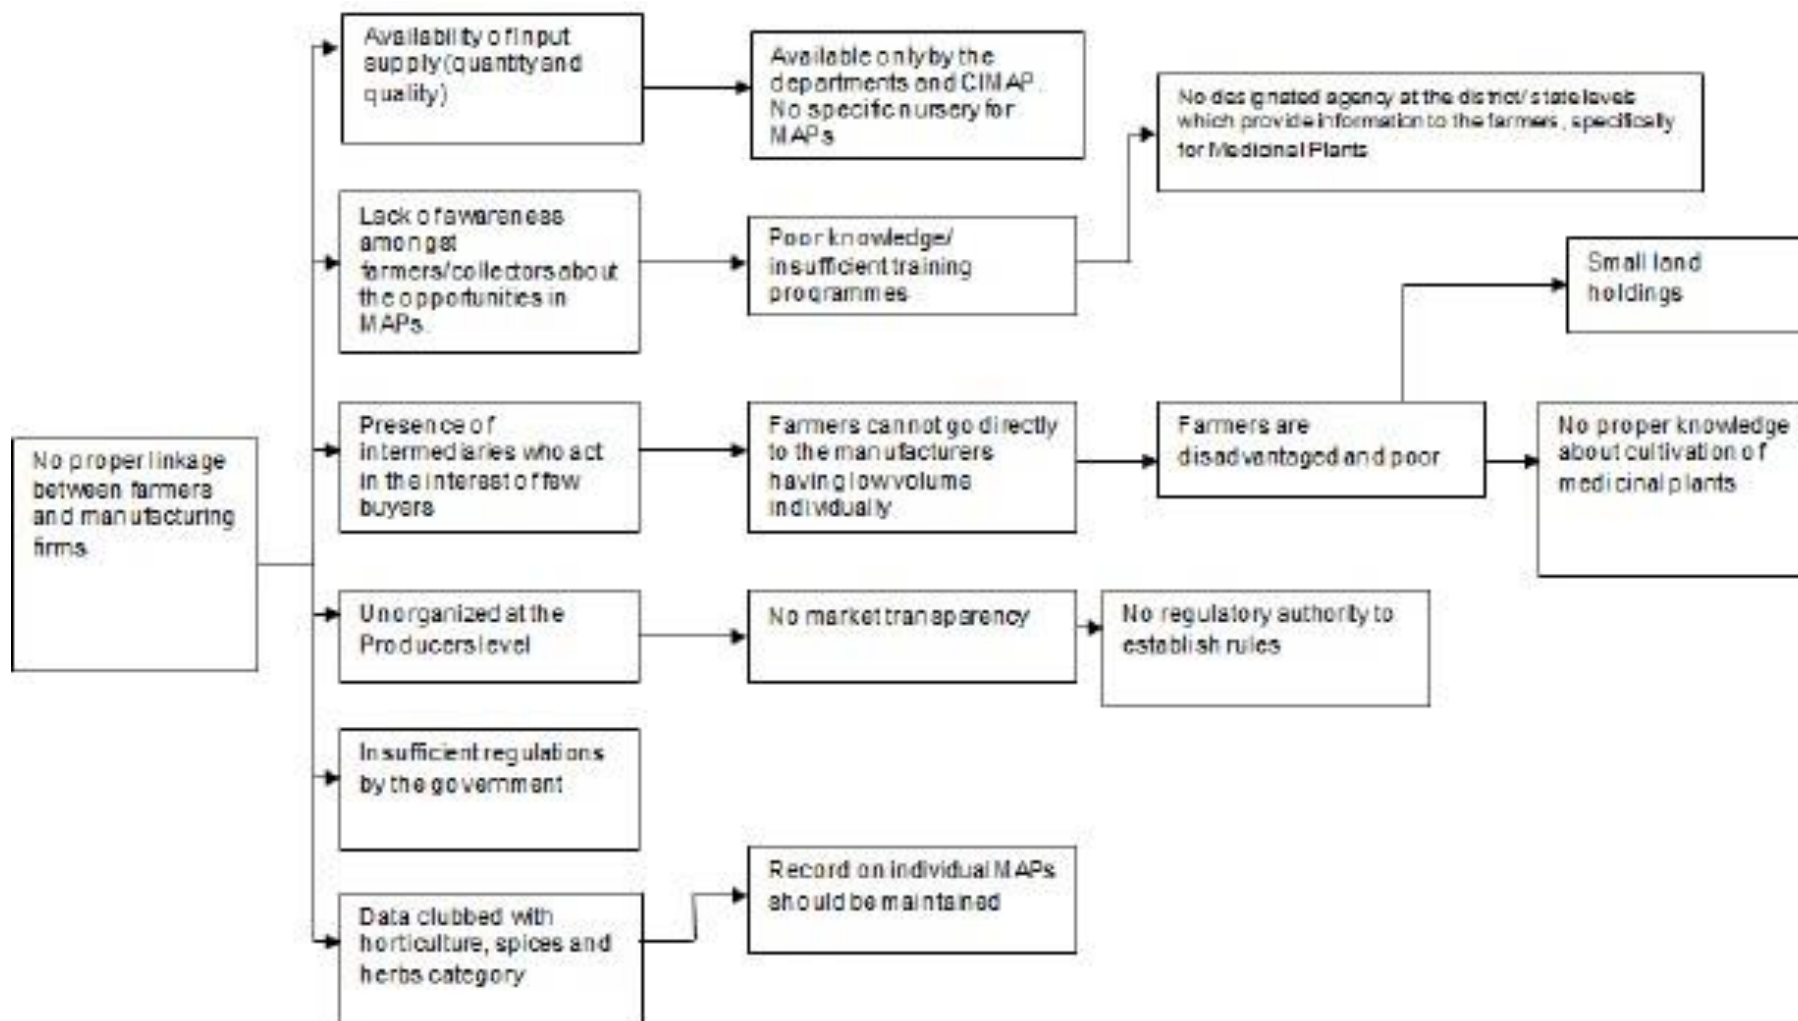 Availability of Input
supply (quantity and
quality)
Available only by the
departments and CIMAP.
No specific nursery for
MAPs
No designated agency at the district/ state levels
which provide information to the farmers, specifically
for Medicinal Plants
Lack of awareness
amongst
farmers/collectors about
the opportunities in
MAPs.
Poor knowledge/
insufficient training
programmes
Small land
holdings
No proper linkage
between farmers
and manufacturing
firms
Presence of
intermediaries who act
in the interest of few
buyers
Farmers cannot go directly
to the manufacturers
having low volume
individually
Farmers are
disadvantaged and poor
No proper knowledge
about cultivation of
medicinal plants
Unorganized at the
Producers level
No market transparency
No regulatory authority to
establish rules
Insufficient regulations
by the government
Data clubbed with
horticulture, spices and
herbs category
Record on individual MAPs
should be maintained